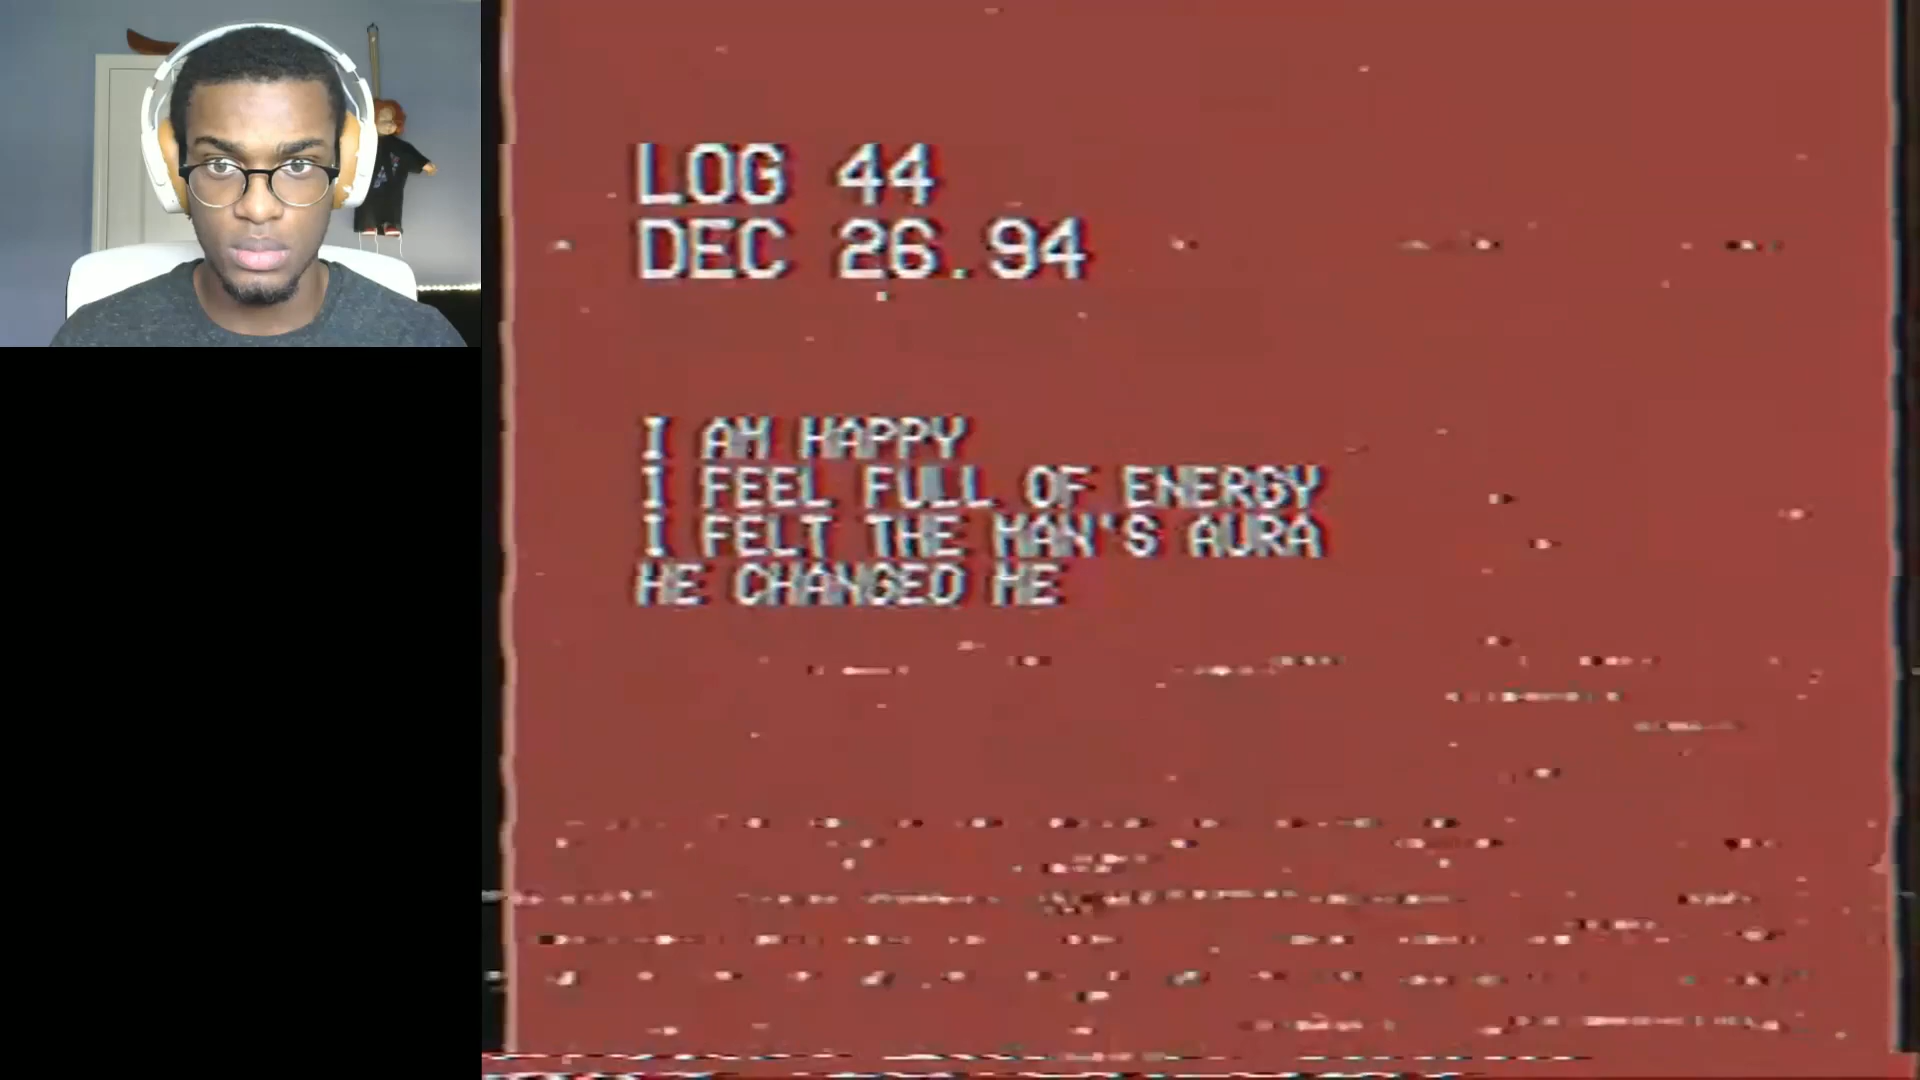 LOG 44
DEC 26.94
I AM HAPPY
I FEEL FULL OF ENERGY
I FELT THE MAN'S AURA
HE CHANGED ME